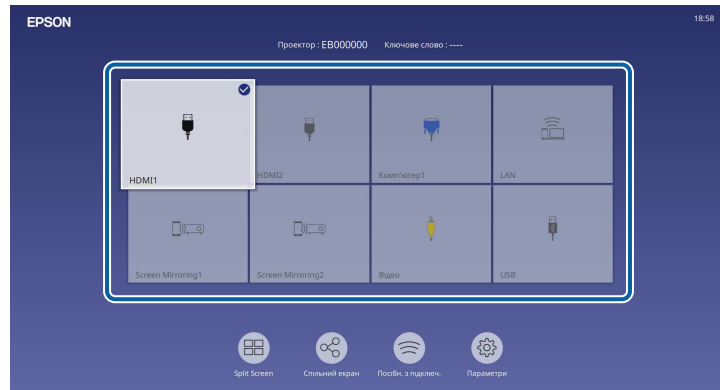 EPSON
18:58
Проектор : EB000000 Ключове слово : ----
HDMI1
HDMI2
Комп'ютер1
LAN
Screen Mirroring1
Screen Mirroring2
Відео
USB
Split Screen
Спільний екран
Посібн. з підключ.
Параметри